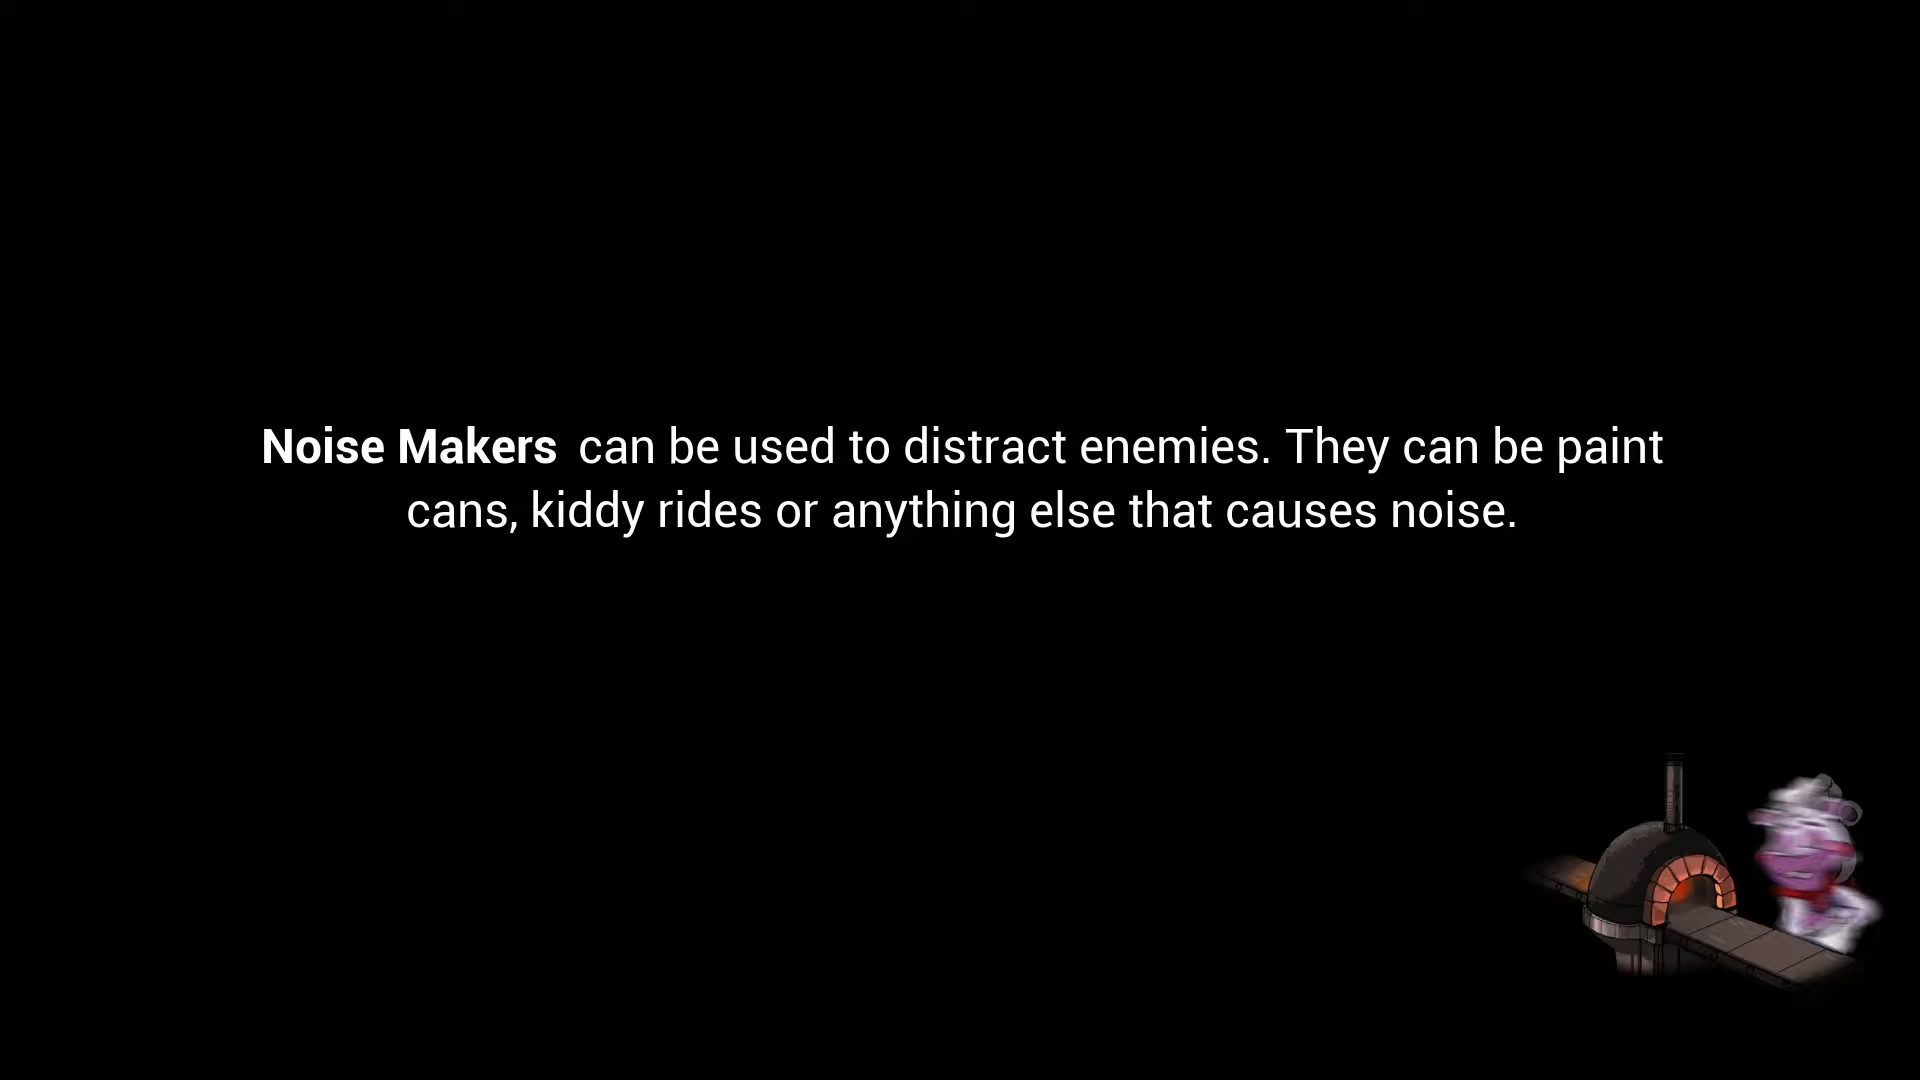 Noise Makers can be used to distract enemies. They can be paint
cans, kiddy rides or anything else that causes noise.